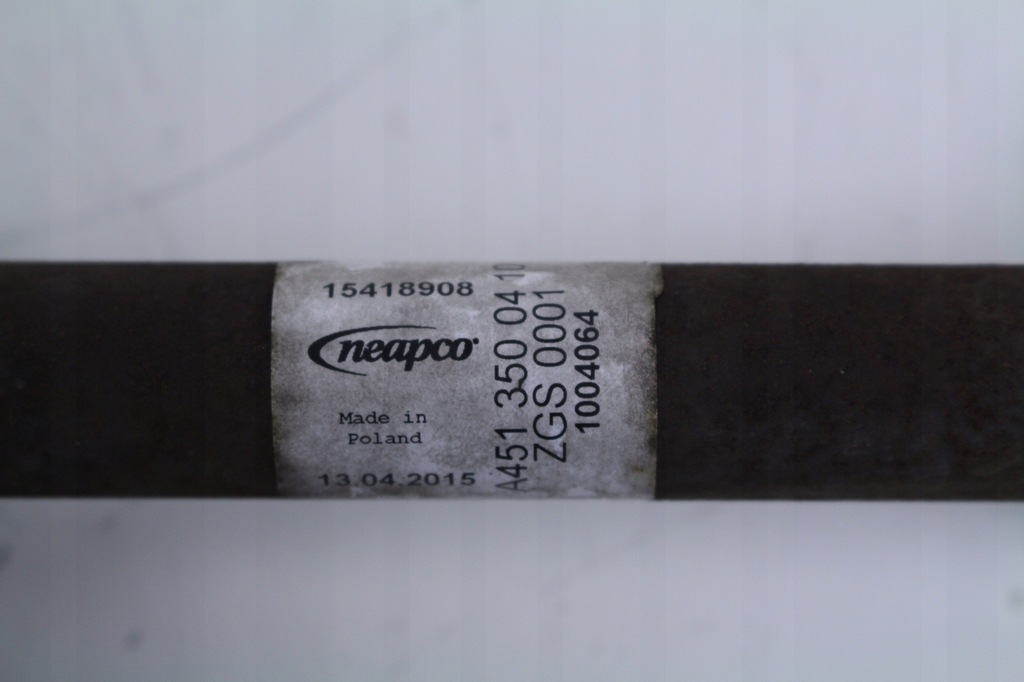 15418908
neapco
Made in
Poland
13.04.2015
A451 350 04 10
ZGS 0001
1004064